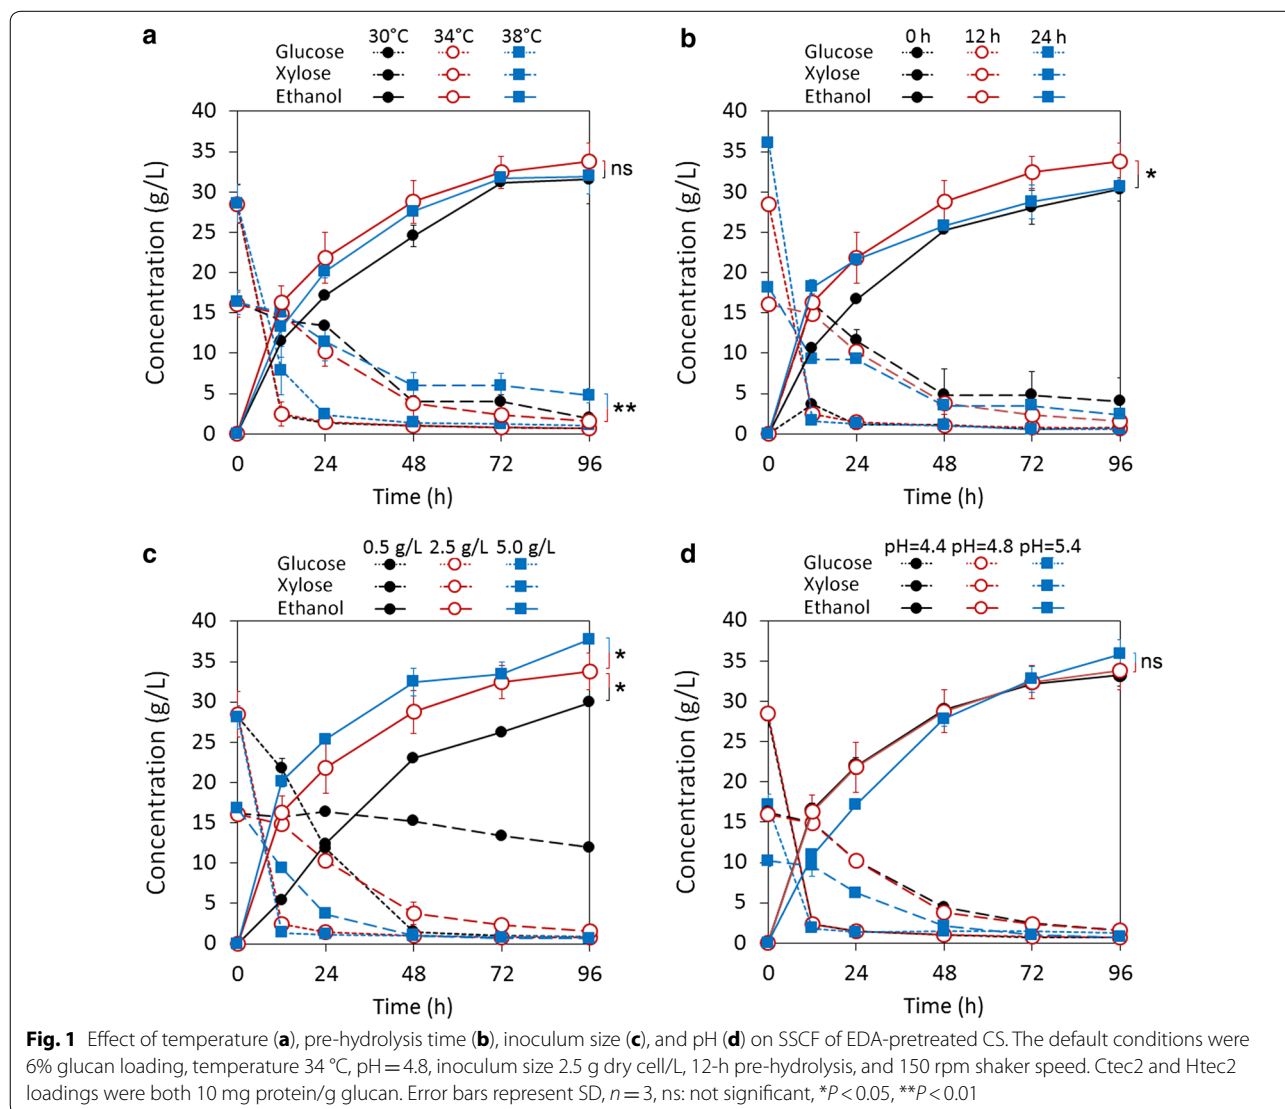 a
30°C 34°C 38°C
Glucose
Xylose
Ethanol
40
35
30
25
20
15
10
5
0
Concentration (g/L)
ns
**
0 24 48 72 96
Time (h)
b
0 h 12 h 24 h
Glucose
Xylose
Ethanol
40
35
30
25
20
15
10
5
0
Concentration (g/L)
*
0 24 48 72 96
Time (h)
c
0.5 g/L 2.5 g/L 5.0 g/L
Glucose
Xylose
Ethanol
40
35
30
25
20
15
10
5
0
Concentration (g/L)
*
*
0 24 48 72 96
Time (h)
d
pH=4.4 pH=4.8 pH=5.4
Glucose
Xylose
Ethanol
40
35
30
25
20
15
10
5
0
Concentration (g/L)
ns
0 24 48 72 96
Time (h)
Fig. 1 Effect of temperature (a), pre-hydrolysis time (b), inoculum size (c), and pH (d) on SSCF of EDA-pretreated CS. The default conditions were
6% glucan loading, temperature 34 °C, pH = 4.8, inoculum size 2.5 g dry cell/L, 12-h pre-hydrolysis, and 150 rpm shaker speed. Ctec2 and Htec2
loadings were both 10 mg protein/g glucan. Error bars represent SD, n = 3, ns: not significant, *P < 0.05, **P < 0.01